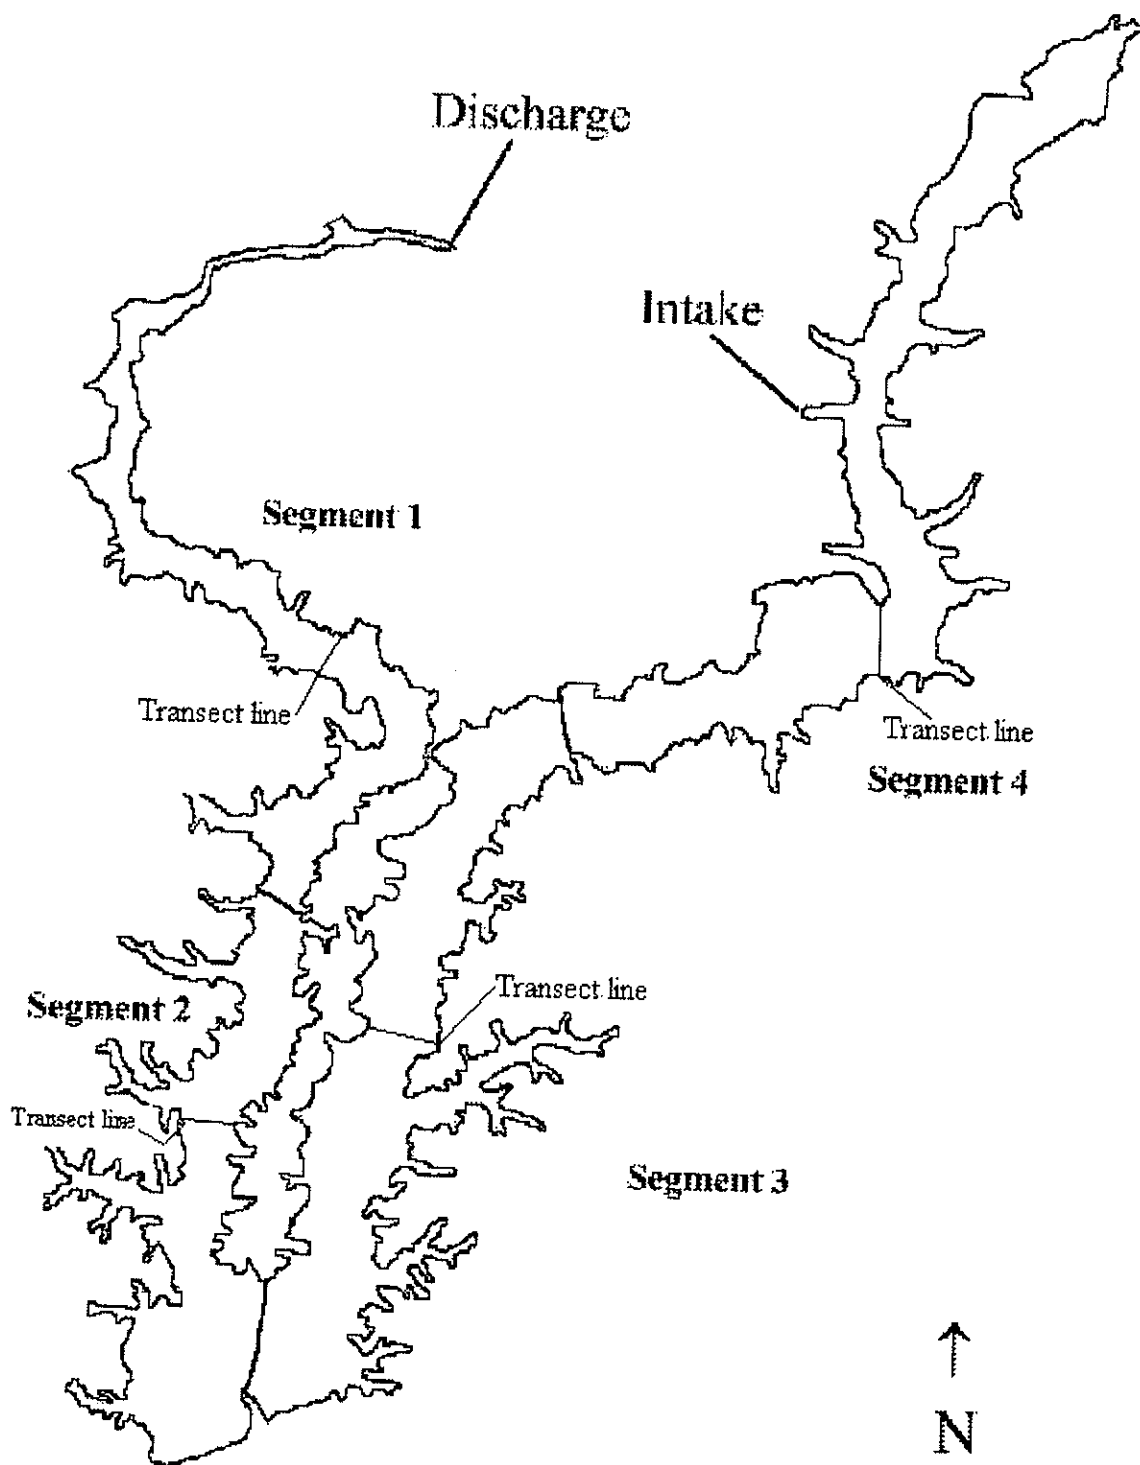 Discharge
Intake
Segment 1
Transect line
Transect line
Segment 4
Transect line
Segment 2
Transect line
Segment 3
N